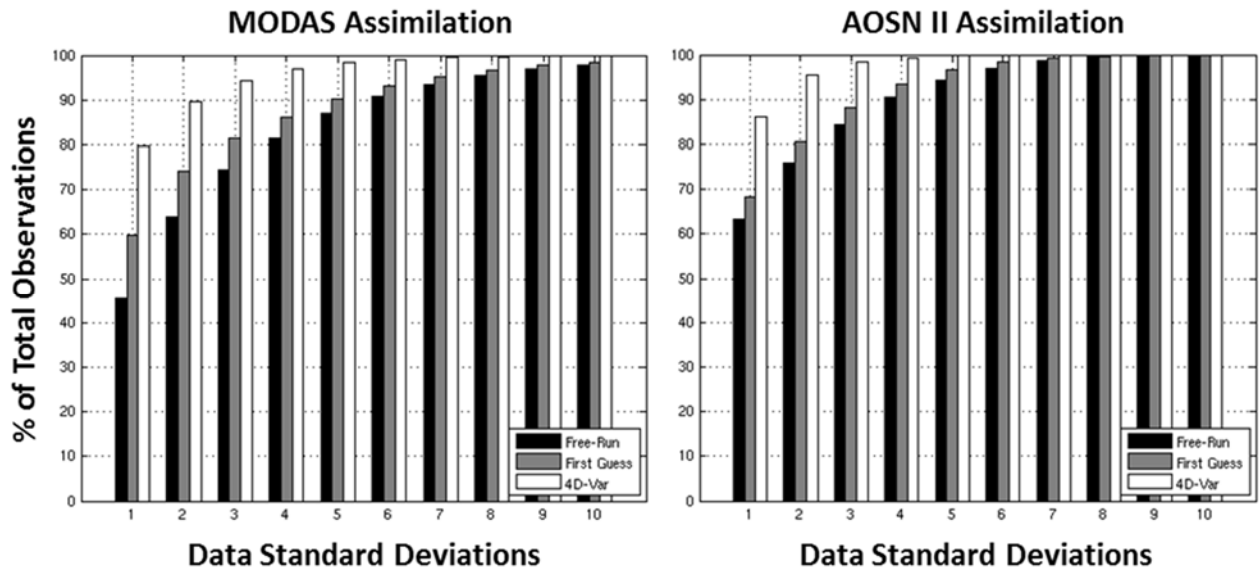 MODAS Assimilation
AOSN II Assimilation
% of Total Observations
100
90
80
70
60
50
40
30
20
10
0
1 2 3 4 5 6 7 8 9 10
Free-Run
First Guess
4D-Var
Data Standard Deviations
100
90
80
70
60
50
40
30
20
10
0
1 2 3 4 5 6 7 8 9 10
Free-Run
First Guess
4D-Var
Data Standard Deviations